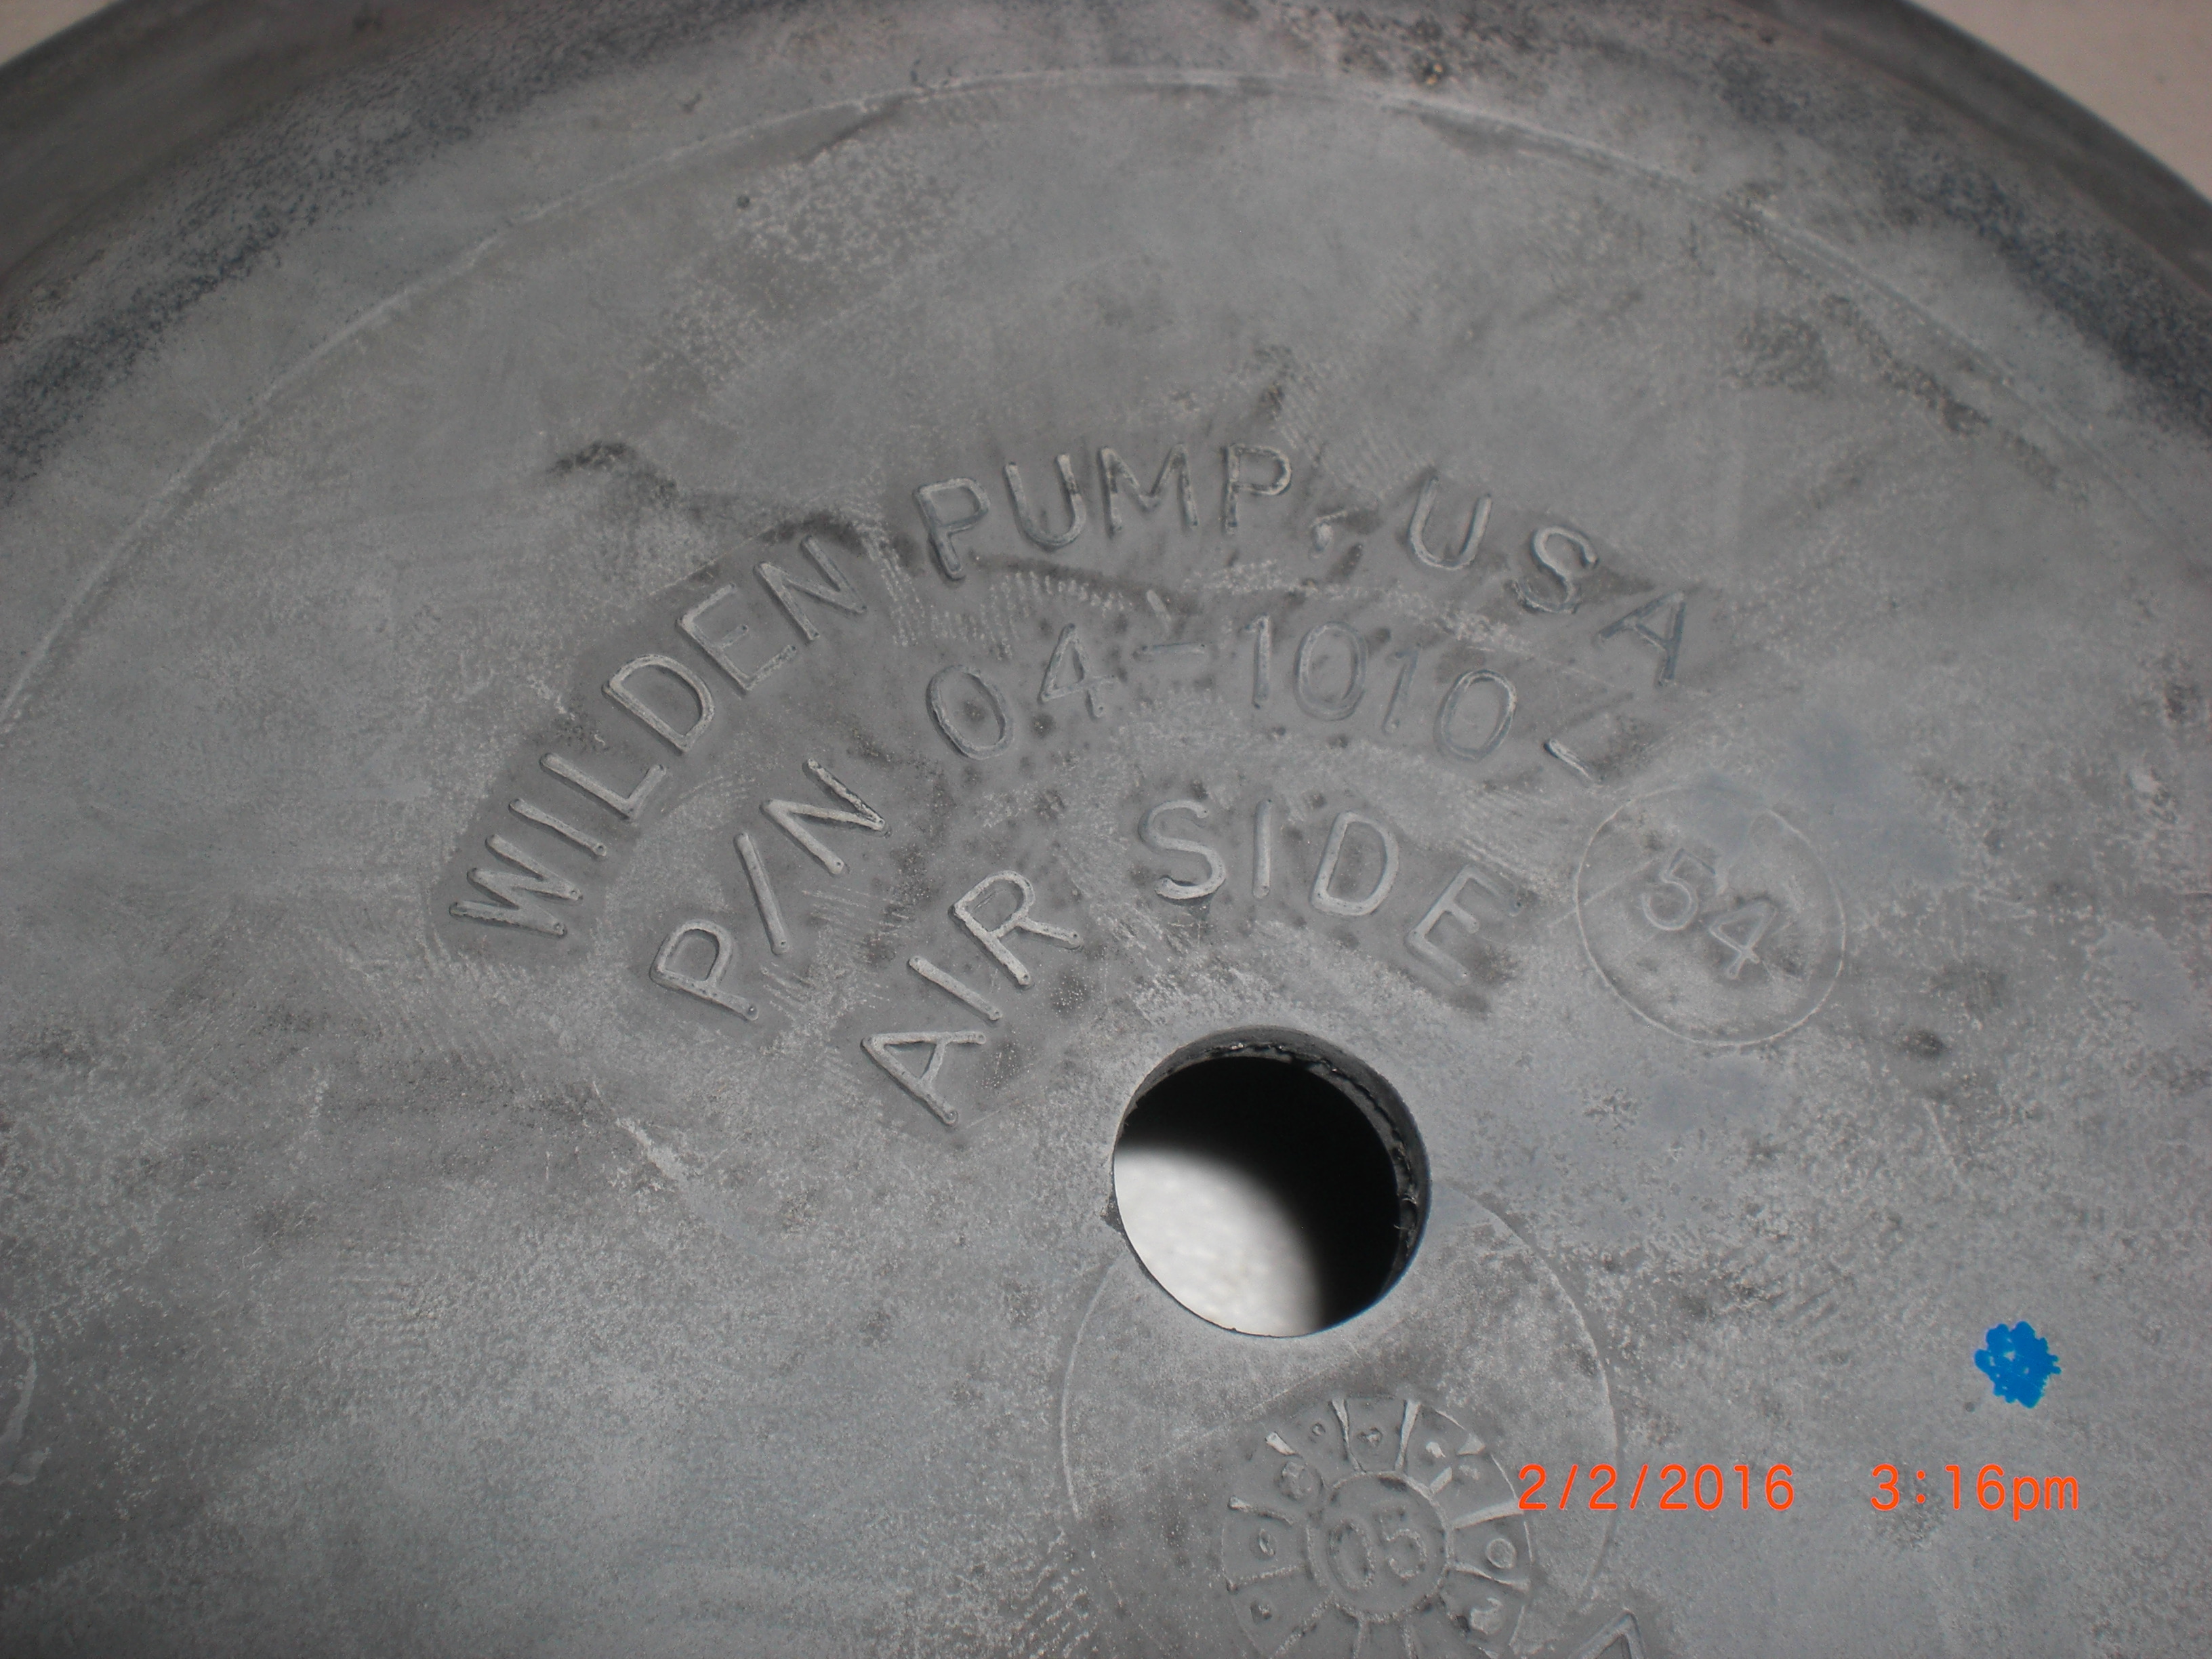 WILDEN PUMP, USA
P/N 04-1010-
AIR SIDE
54
05
2/2/2016 3:16pm